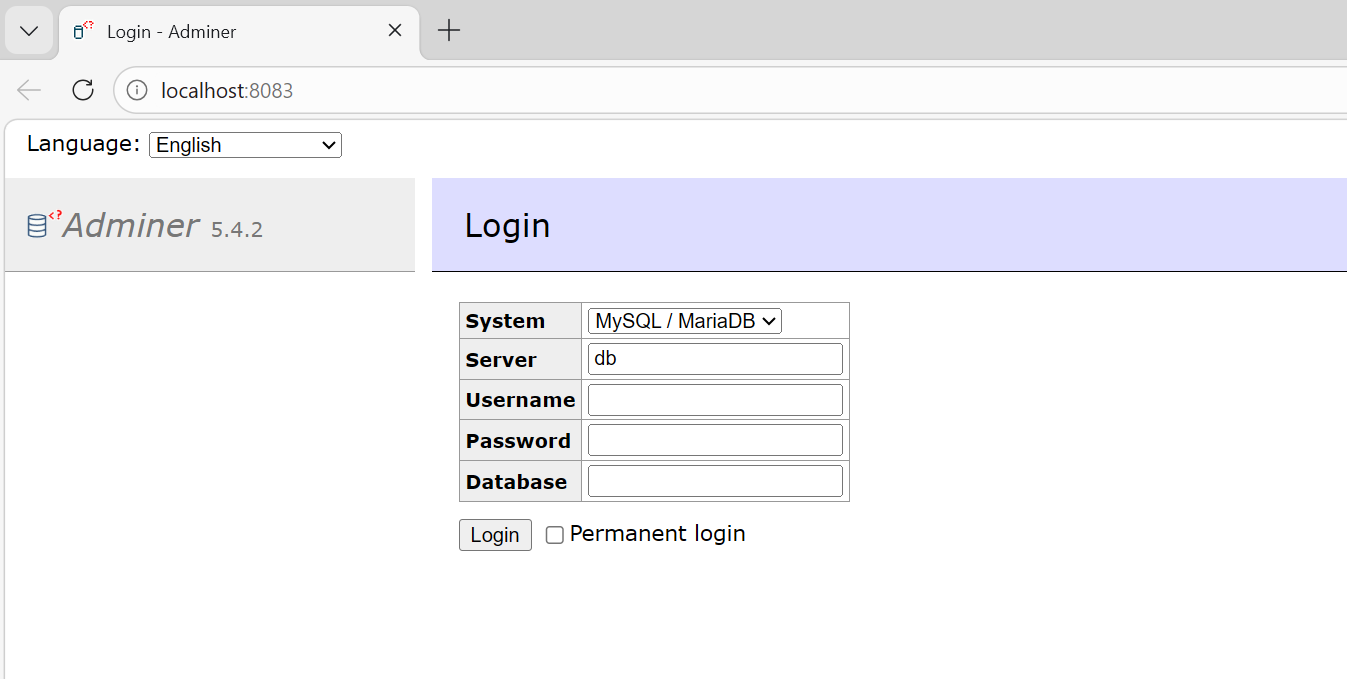 Login - Adminer
localhost:8083
Language: English
<? Adminer 5.4.2
Login
System MySQL / MariaDB
Server db
Username
Password
Database
Login Permanent login